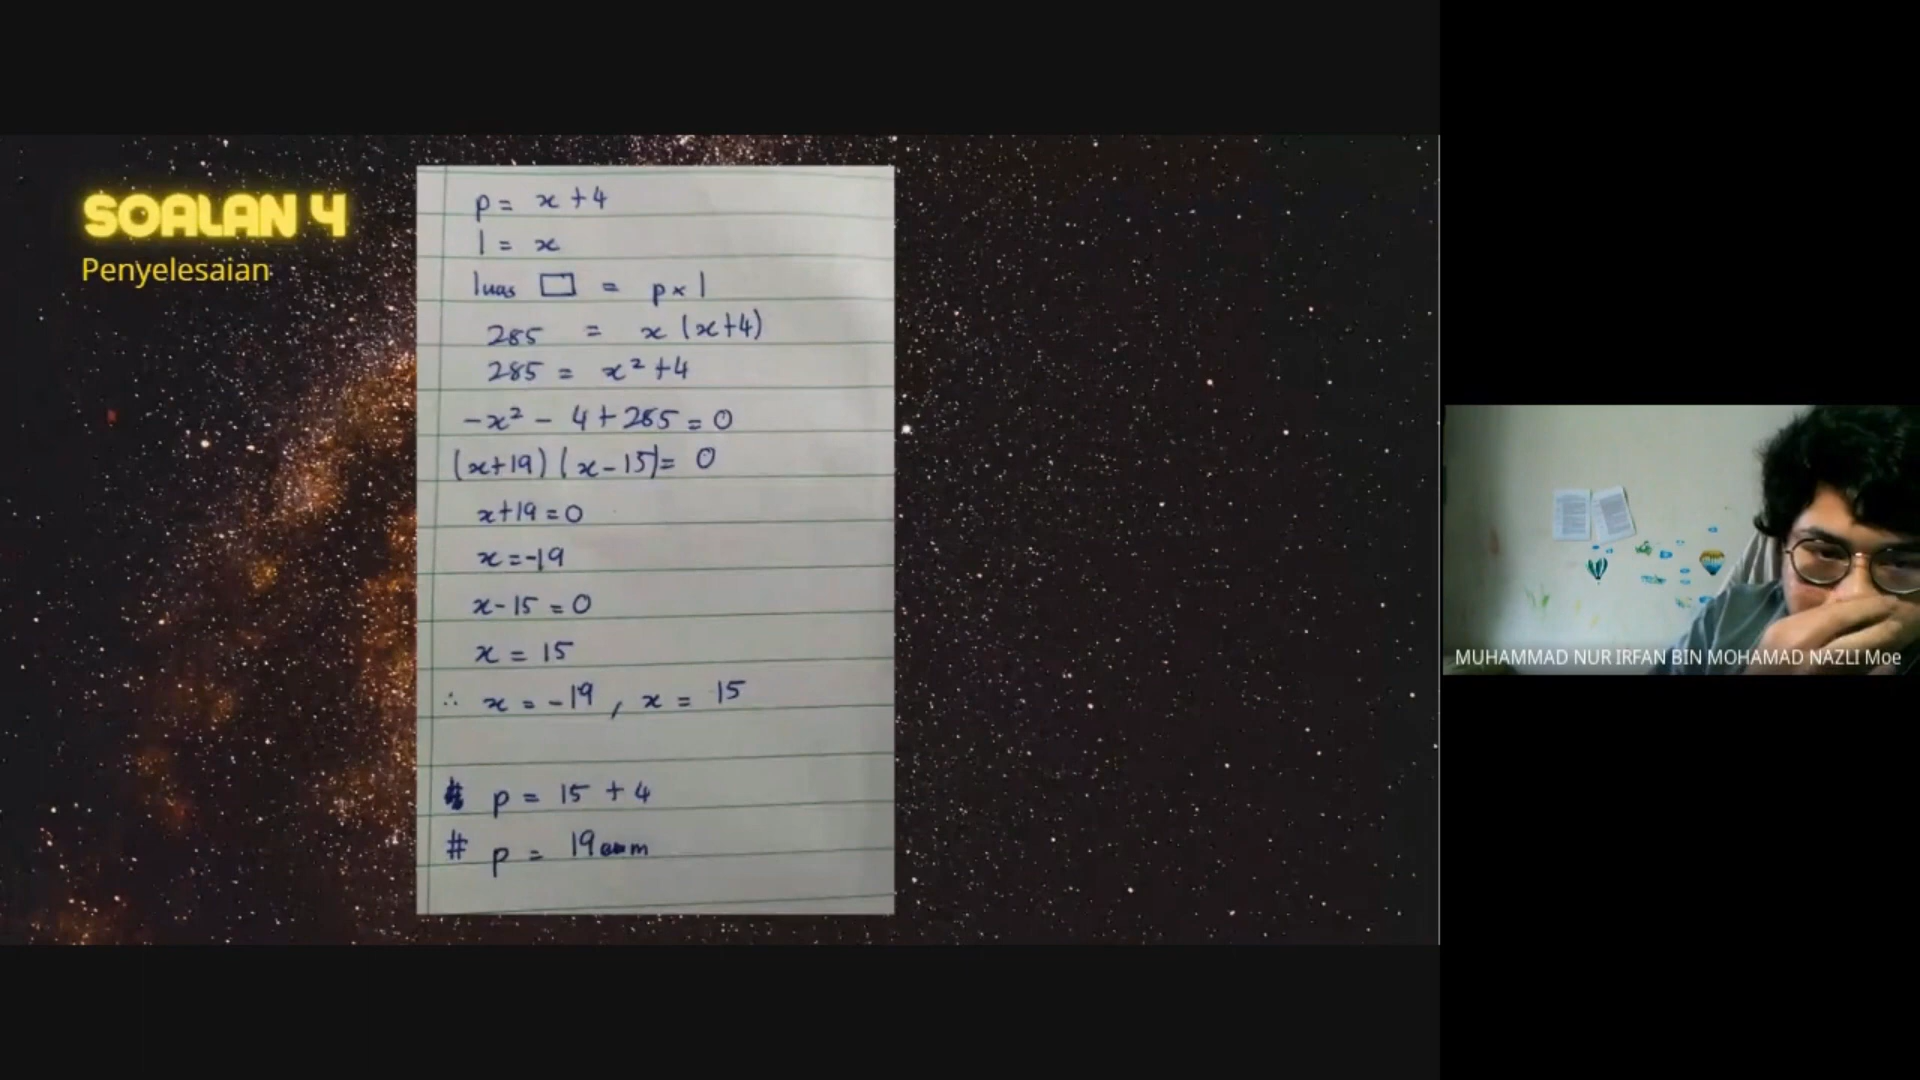 SOALAN 4
Penyelesaian
p = x + 4
l = x
luas □ = p × l
285 = x (x+4)
285 = x² + 4
-x² - 4 + 285 = 0
(x+19) (x-15) = 0
x+19 = 0
x = -19
x - 15 = 0
x = 15
∴ x = -19 , x = 15
p = 15 + 4
# p = 19 m
MUHAMMAD NUR IRFAN BIN MOHAMAD NAZLI Moe